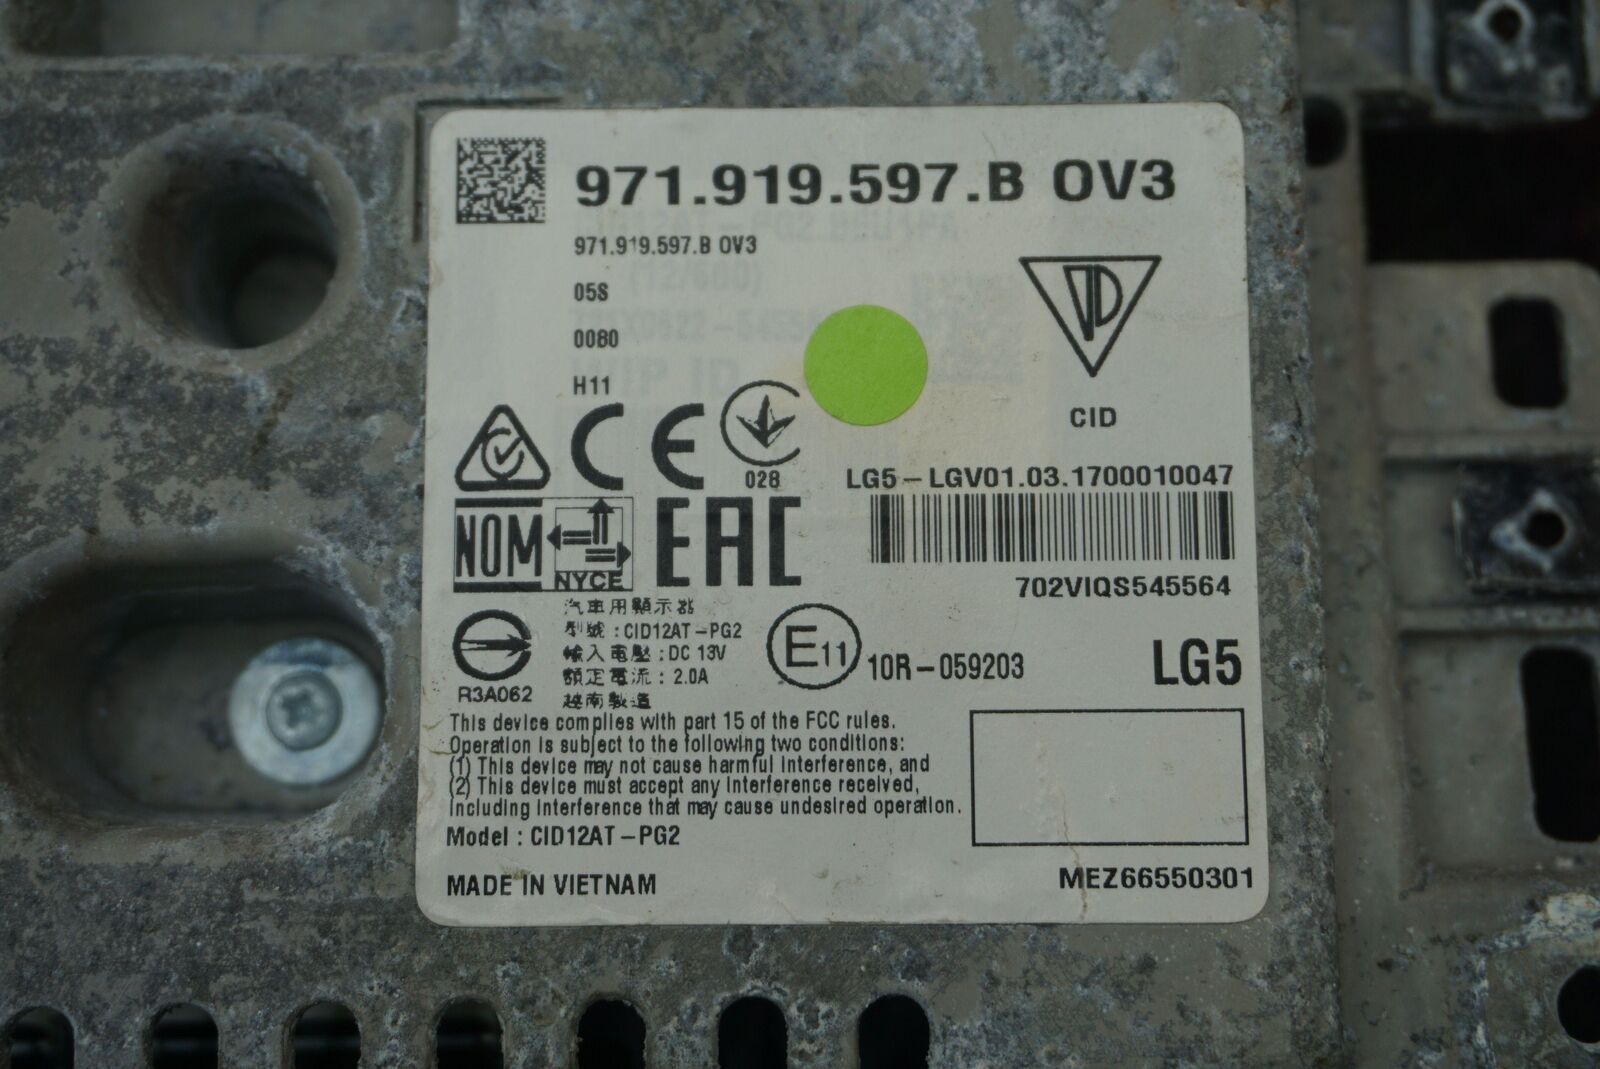 971.919.597.B OV3
971.919.597.B OV3
05S
0080
H11
CID
CE
028
LG5-LGV01.03.1700010047
NOM
NYCE
EAC
702VIQS545564
汽車用顯示器
型號:CID12AT-PG2
輸入電壓:DC 13V
額定電流:2.0A
越南製造
R3A062
E11
10R-059203
LG5
This device complies with part 15 of the FCC rules.
Operation is subject to the following two conditions:
(1) This device may not cause harmful interference, and
(2) This device must accept any interference received,
including interference that may cause undesired operation.
Model : CID12AT-PG2
MADE IN VIETNAM
MEZ66550301